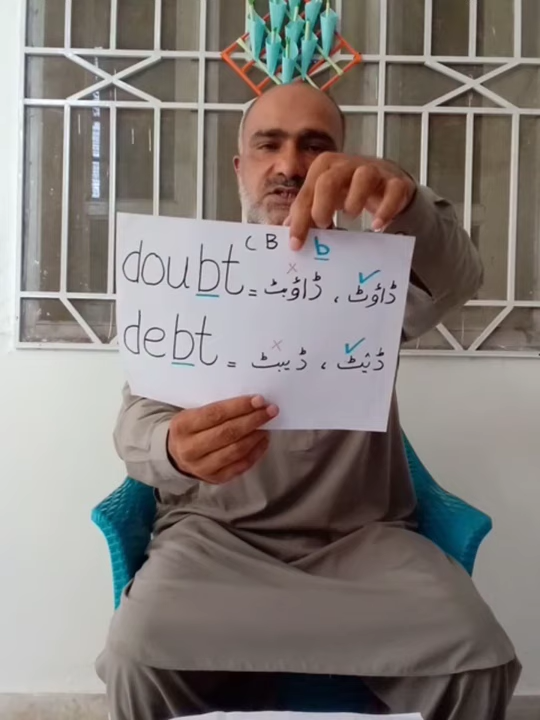 ( B b
doubt = ڈاؤٹ ، ڈاؤبٹ
debt = ڈیٹ ، ڈیبٹ